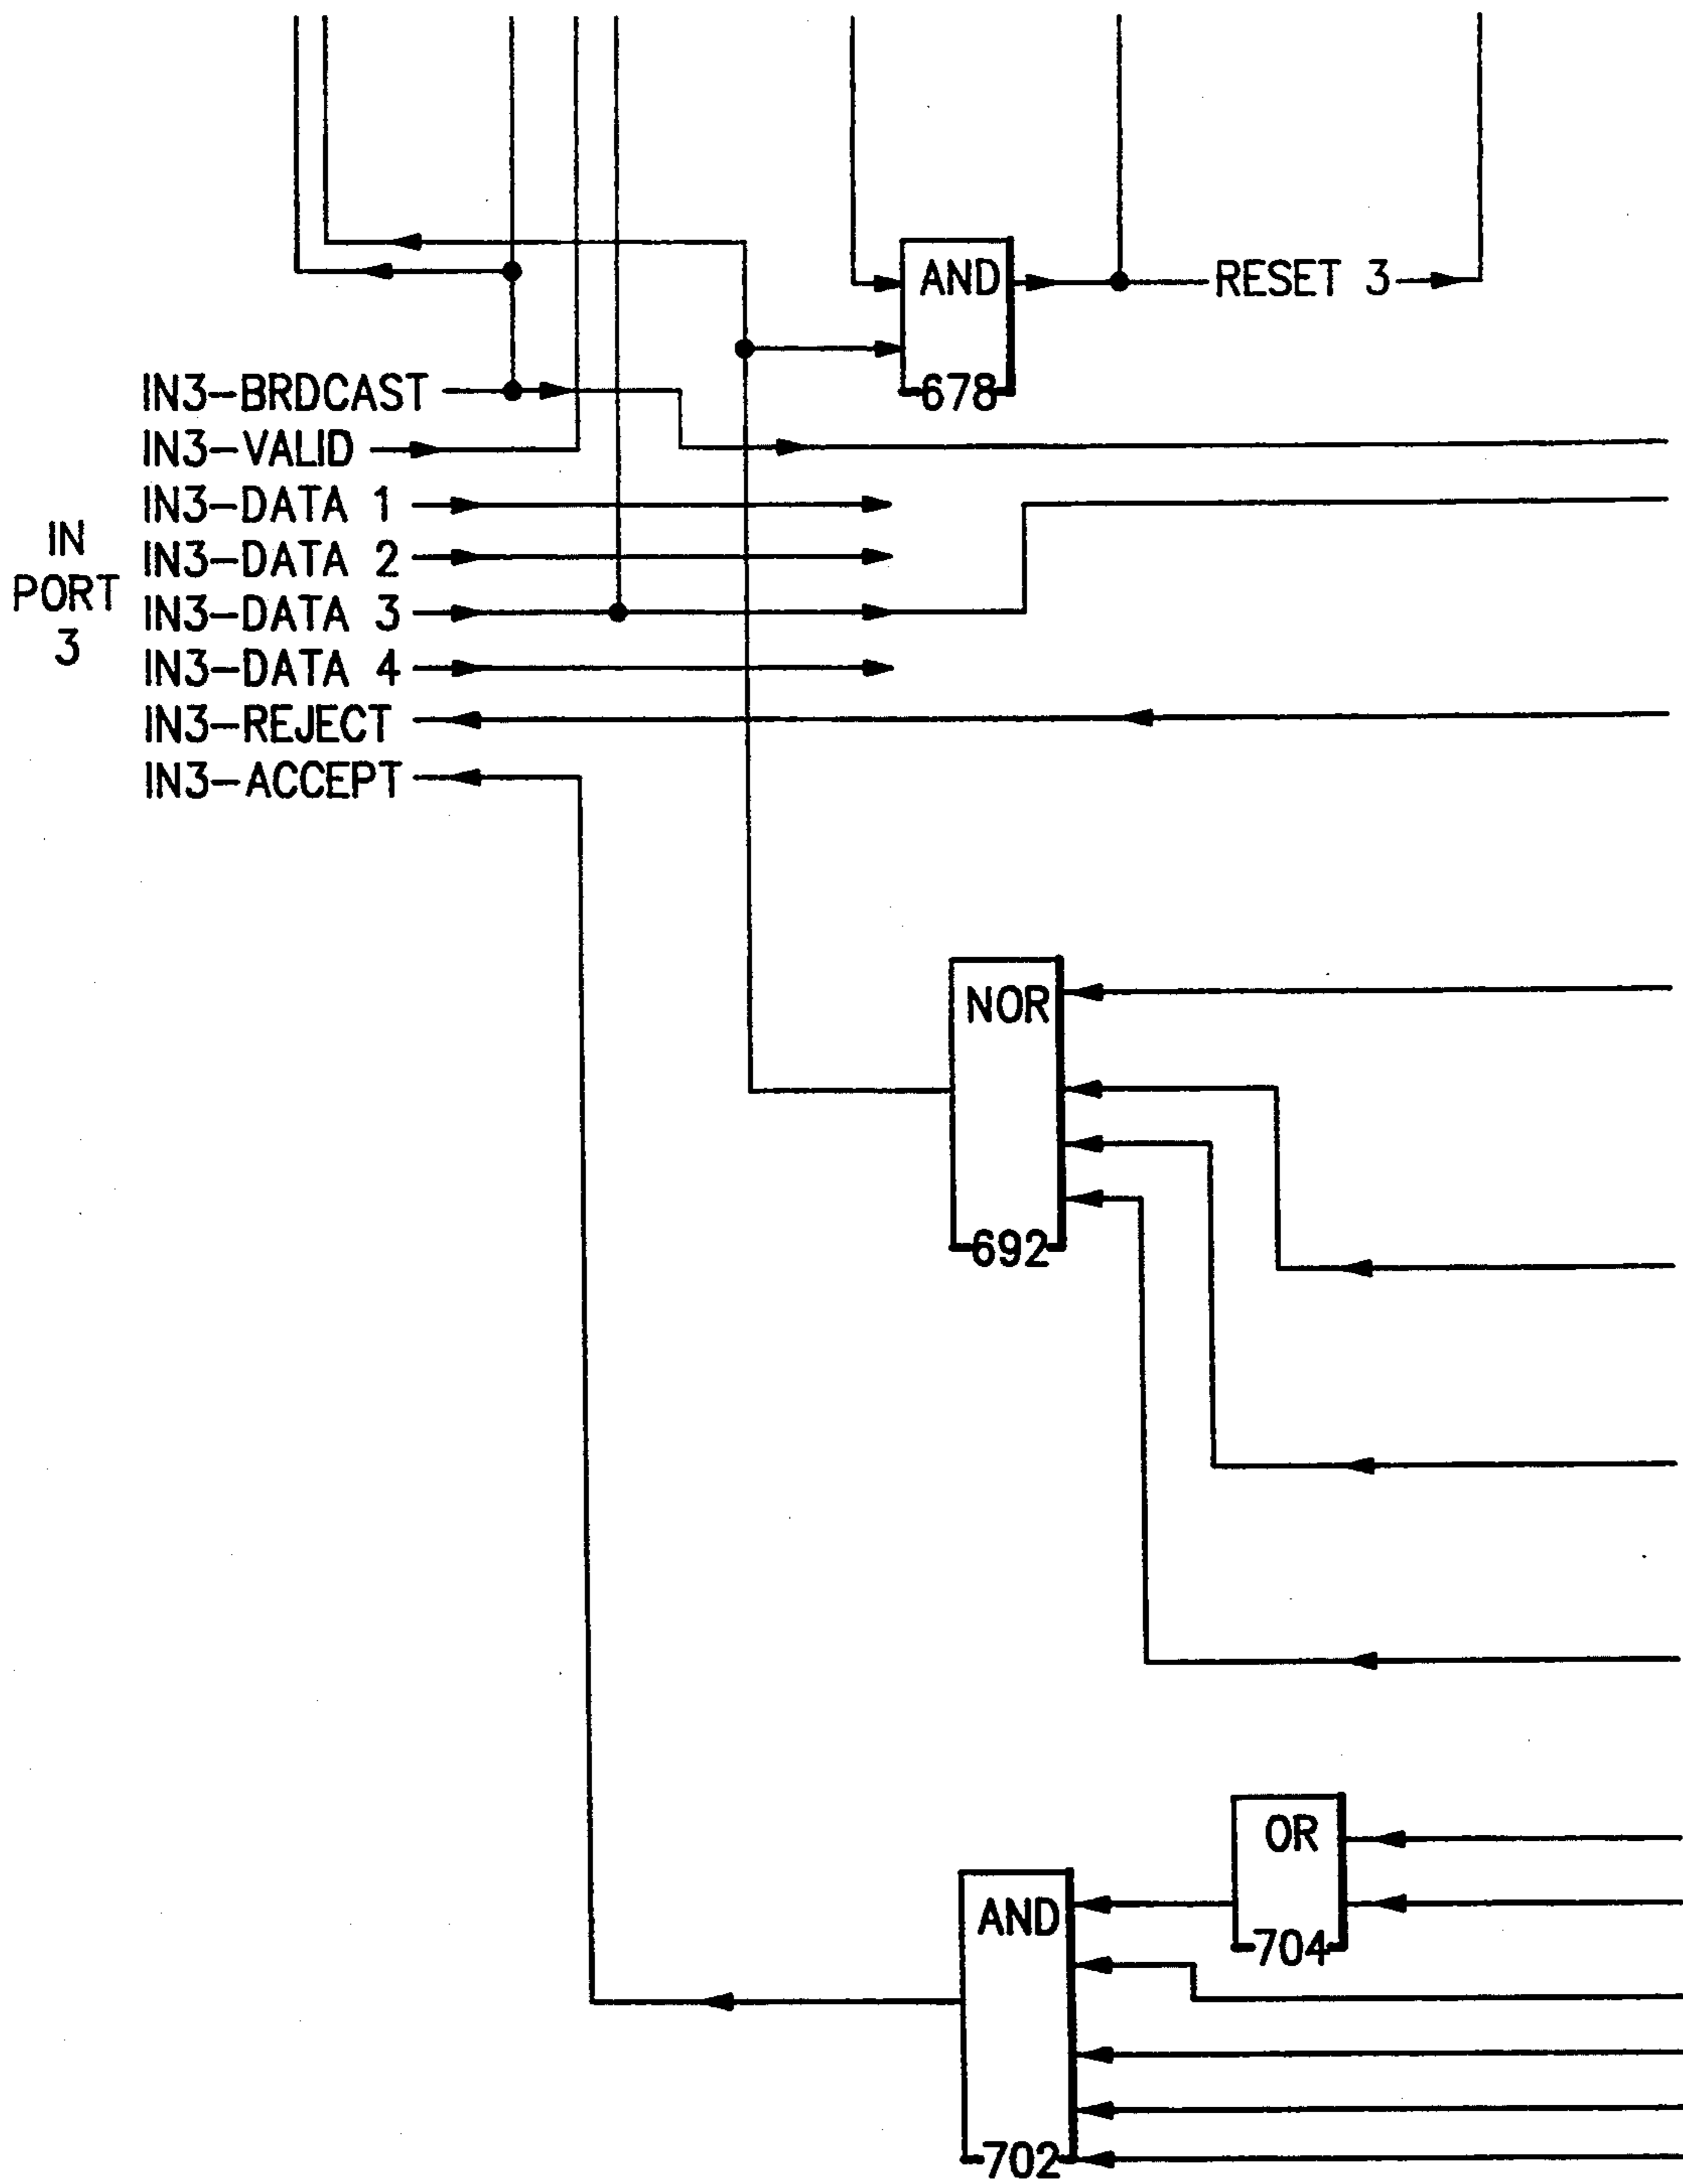 AND
RESET 3
678
IN3-BRDCAST
IN3-VALID
IN3-DATA 1
IN3-DATA 2
IN3-DATA 3
IN3-DATA 4
IN3-REJECT
IN3-ACCEPT
IN
PORT
3
NOR
692
OR
704
AND
702